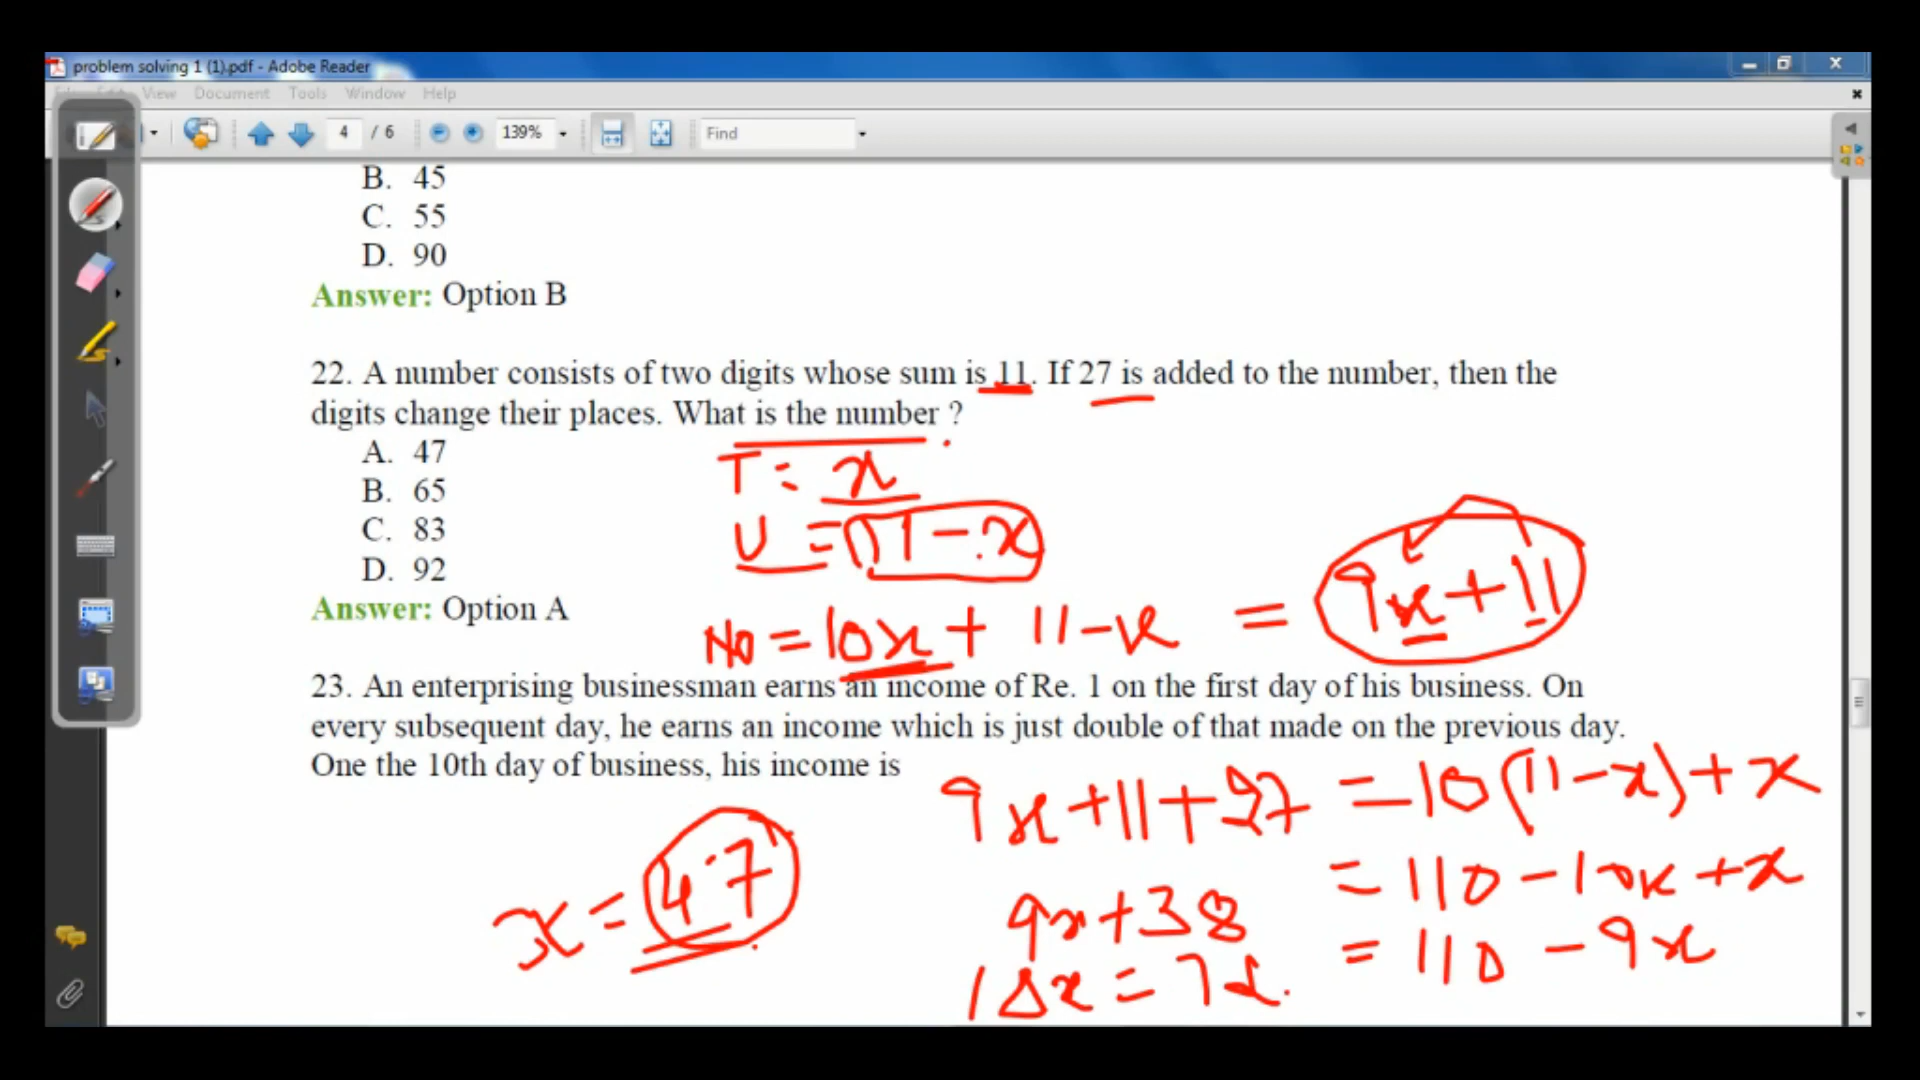 problem solving 1 (1).pdf - Adobe Reader
View Document Tools Window Help
4 / 6 139% Find
B. 45
C. 55
D. 90
Answer: Option B
22. A number consists of two digits whose sum is 11. If 27 is added to the number, then the
digits change their places. What is the number ?
A. 47
B. 65
C. 83
D. 92
Answer: Option A
T = x
U = 11 - x
NO = 10x + 11 - x = 9x + 11
23. An enterprising businessman earns an income of Re. 1 on the first day of his business. On
every subsequent day, he earns an income which is just double of that made on the previous day.
One the 10th day of business, his income is
9x + 11 + 27 = 10(11 - x) + x
= 110 - 10x + x
9x + 38 = 110 - 9x
18x = 72
x = 47